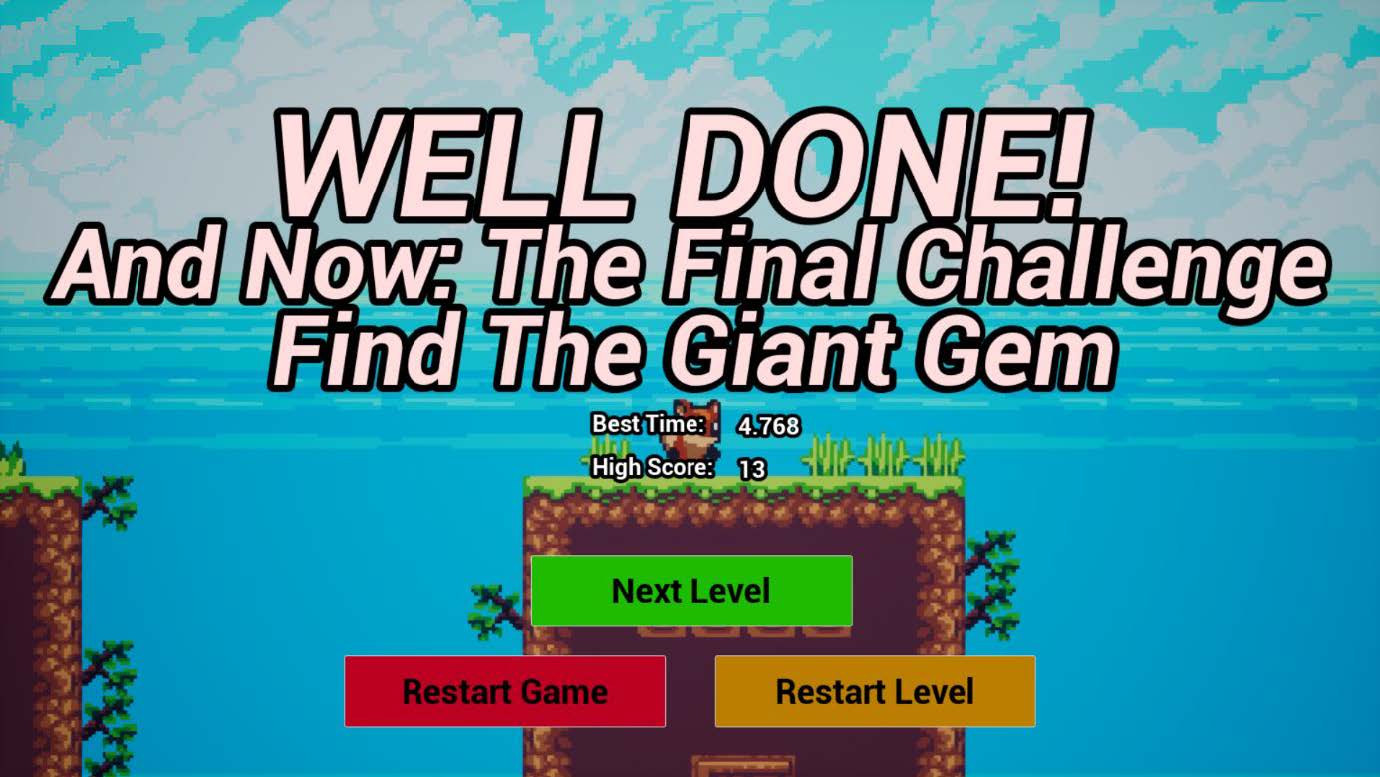 WELL DONE!
And Now: The Final Challenge
Find The Giant Gem
Best Time: 4.768
High Score: 13
Next Level
Restart Game
Restart Level